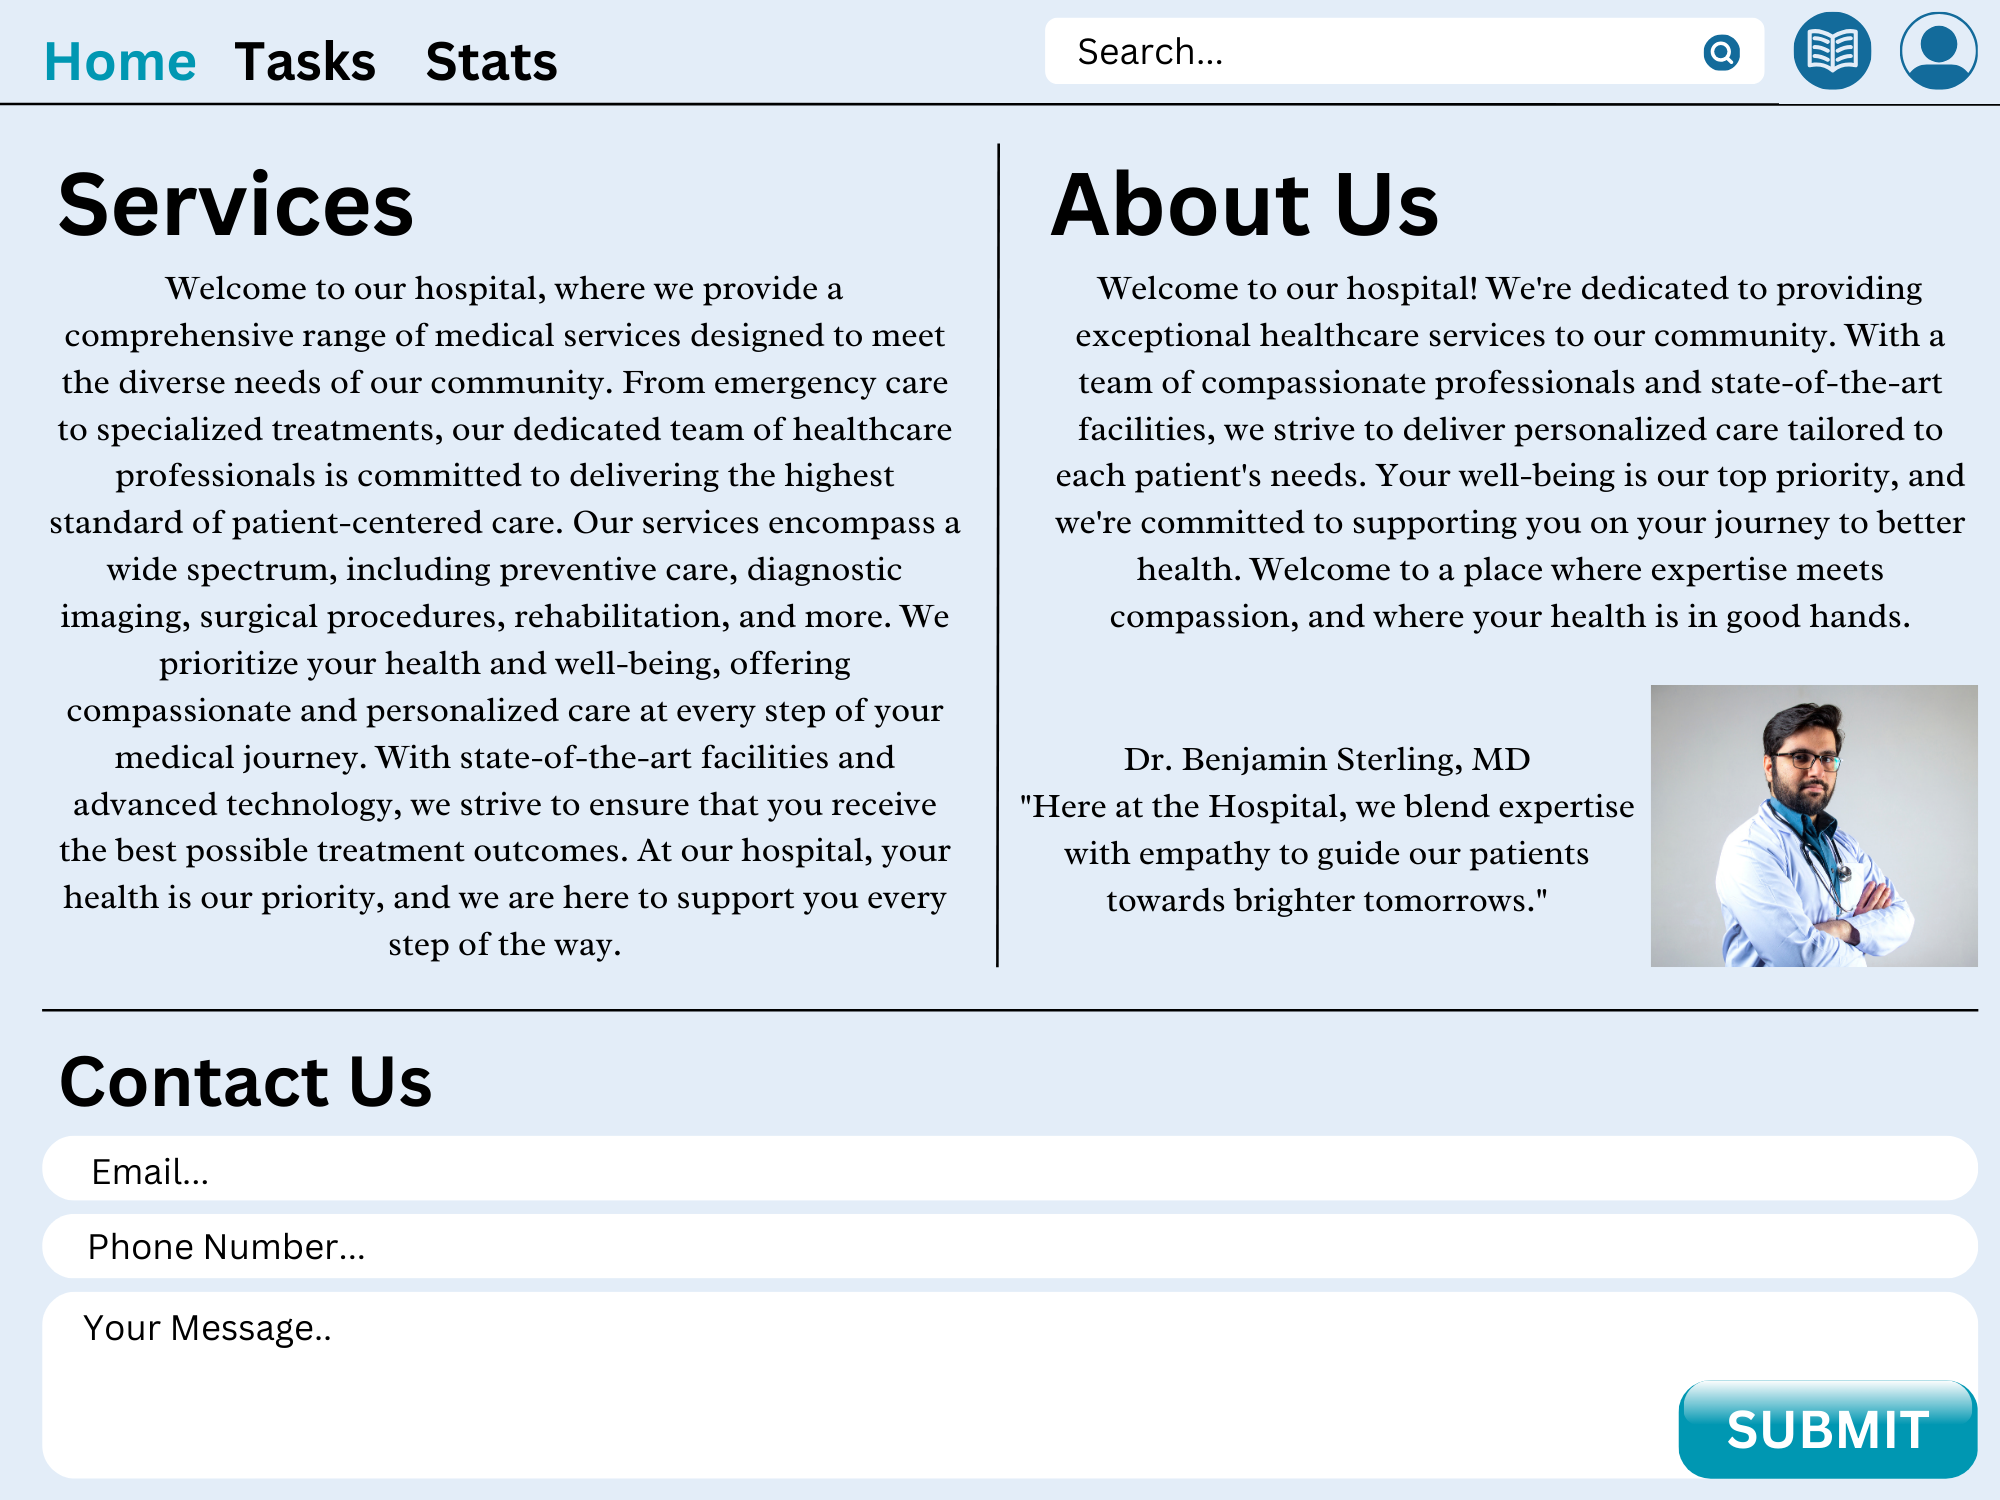 Home Tasks Stats
Search...
Services
Welcome to our hospital, where we provide a
comprehensive range of medical services designed to meet
the diverse needs of our community. From emergency care
to specialized treatments, our dedicated team of healthcare
professionals is committed to delivering the highest
standard of patient-centered care. Our services encompass a
wide spectrum, including preventive care, diagnostic
imaging, surgical procedures, rehabilitation, and more. We
prioritize your health and well-being, offering
compassionate and personalized care at every step of your
medical journey. With state-of-the-art facilities and
advanced technology, we strive to ensure that you receive
the best possible treatment outcomes. At our hospital, your
health is our priority, and we are here to support you every
step of the way.
About Us
Welcome to our hospital! We're dedicated to providing
exceptional healthcare services to our community. With a
team of compassionate professionals and state-of-the-art
facilities, we strive to deliver personalized care tailored to
each patient's needs. Your well-being is our top priority, and
we're committed to supporting you on your journey to better
health. Welcome to a place where expertise meets
compassion, and where your health is in good hands.
Dr. Benjamin Sterling, MD
"Here at the Hospital, we blend expertise
with empathy to guide our patients
towards brighter tomorrows."
Contact Us
Email...
Phone Number...
Your Message..
SUBMIT